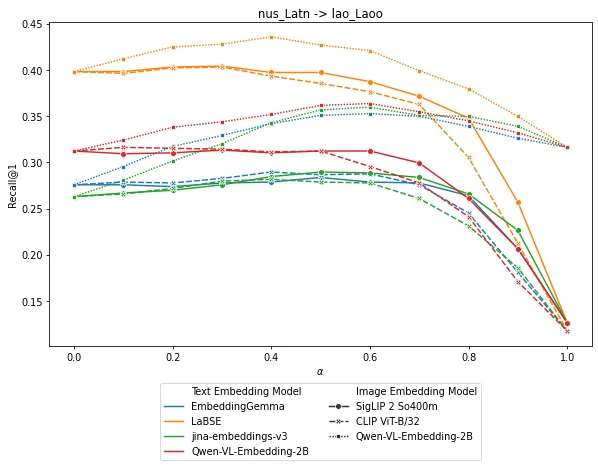 nus_Latn -> lao_Laoo
Recall@1
0.45
0.40
0.35
0.30
0.25
0.20
0.15
0.0 0.2 0.4 0.6 0.8 1.0
α
Text Embedding Model
EmbeddingGemma
LaBSE
jina-embeddings-v3
Qwen-VL-Embedding-2B
Image Embedding Model
SigLIP 2 So400m
CLIP ViT-B/32
Qwen-VL-Embedding-2B